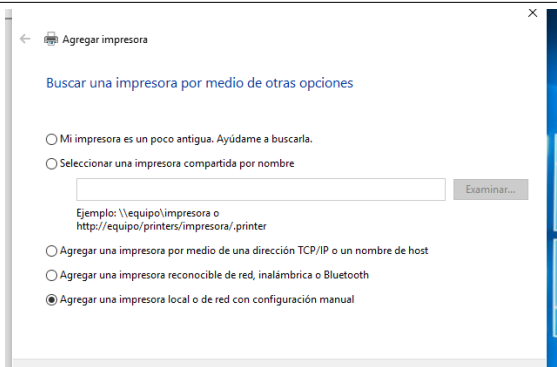 Agregar impresora
Buscar una impresora por medio de otras opciones
Mi impresora es un poco antigua. Ayúdame a buscarla.
Seleccionar una impresora compartida por nombre
Examinar...
Ejemplo: \\equipo\impresora o
http://equipo/printers/impresora/.printer
Agregar una impresora por medio de una dirección TCP/IP o un nombre de host
Agregar una impresora reconocible de red, inalámbrica o Bluetooth
Agregar una impresora local o de red con configuración manual